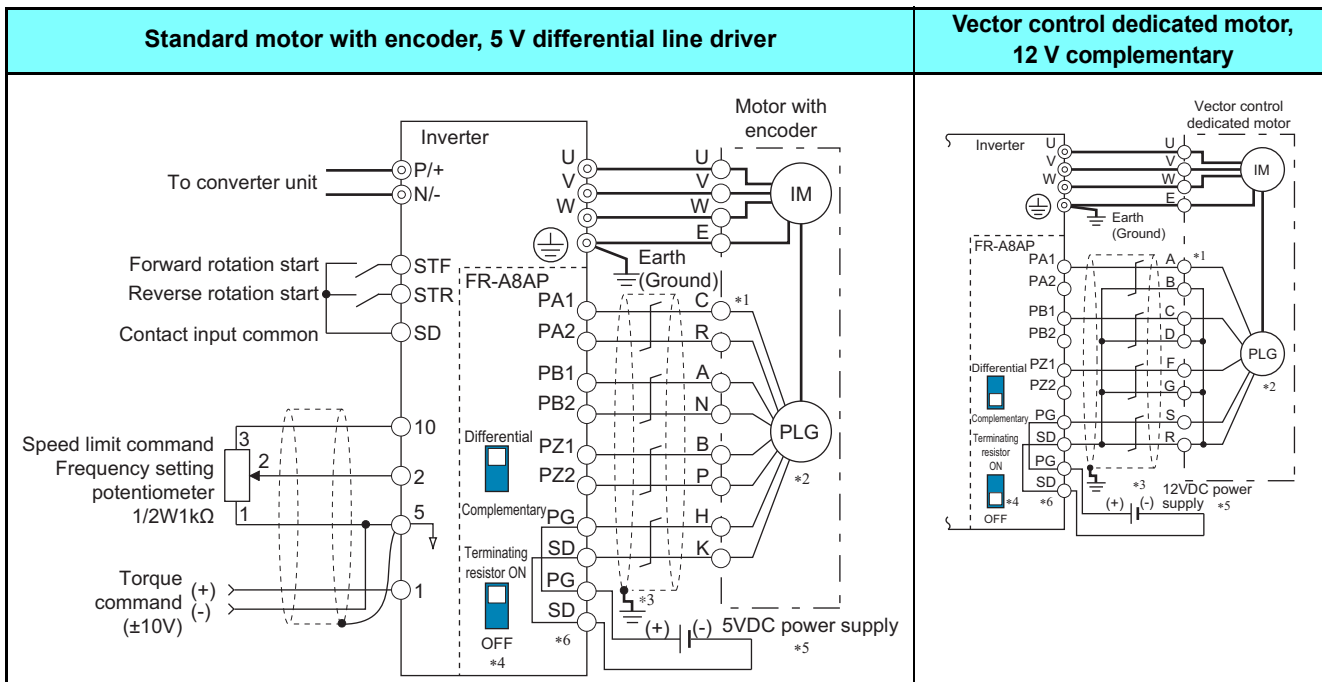 Standard motor with encoder, 5 V differential line driver
Vector control dedicated motor,
12 V complementary
Motor with
encoder
Inverter
To converter unit
P/+
N/-
U
V
W
U
V
W
E
IM
Earth
(Ground)
Forward rotation start
Reverse rotation start
Contact input common
STF
STR
SD
FR-A8AP
PA1
PA2
PB1
PB2
PZ1
PZ2
PG
SD
PG
SD
C
R
A
N
B
P
H
K
*1
PLG
*2
*3
Differential
Complementary
Terminating
resistor ON
OFF
*4
*6
(+)
(-)
5VDC power supply
*5
Speed limit command
Frequency setting
potentiometer
1/2W1kΩ
3
2
1
10
2
5
1
Torque
command
(±10V)
(+)
(-)
Vector control
dedicated motor
Inverter
U
V
W
U
V
W
E
IM
Earth
(Ground)
FR-A8AP
PA1
PA2
PB1
PB2
PZ1
PZ2
PG
SD
PG
SD
A
B
C
D
F
G
S
R
*1
PLG
*2
Differential
Complementary
Terminating
resistor
ON
*4
OFF
*6
*3
(+)
(-)
12VDC power
supply
*5